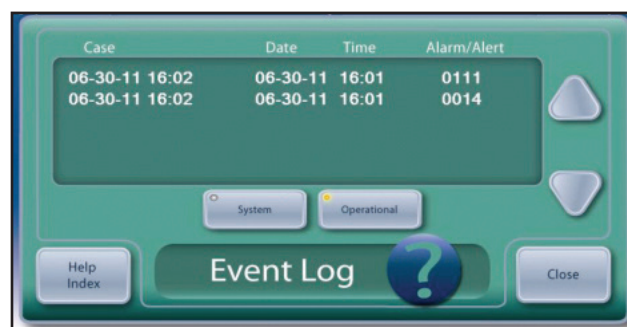 Case Date Time Alarm/Alert
06-30-11 16:02 06-30-11 16:01 0111
06-30-11 16:02 06-30-11 16:01 0014
System Operational
Help
Index
Event Log ?
Close